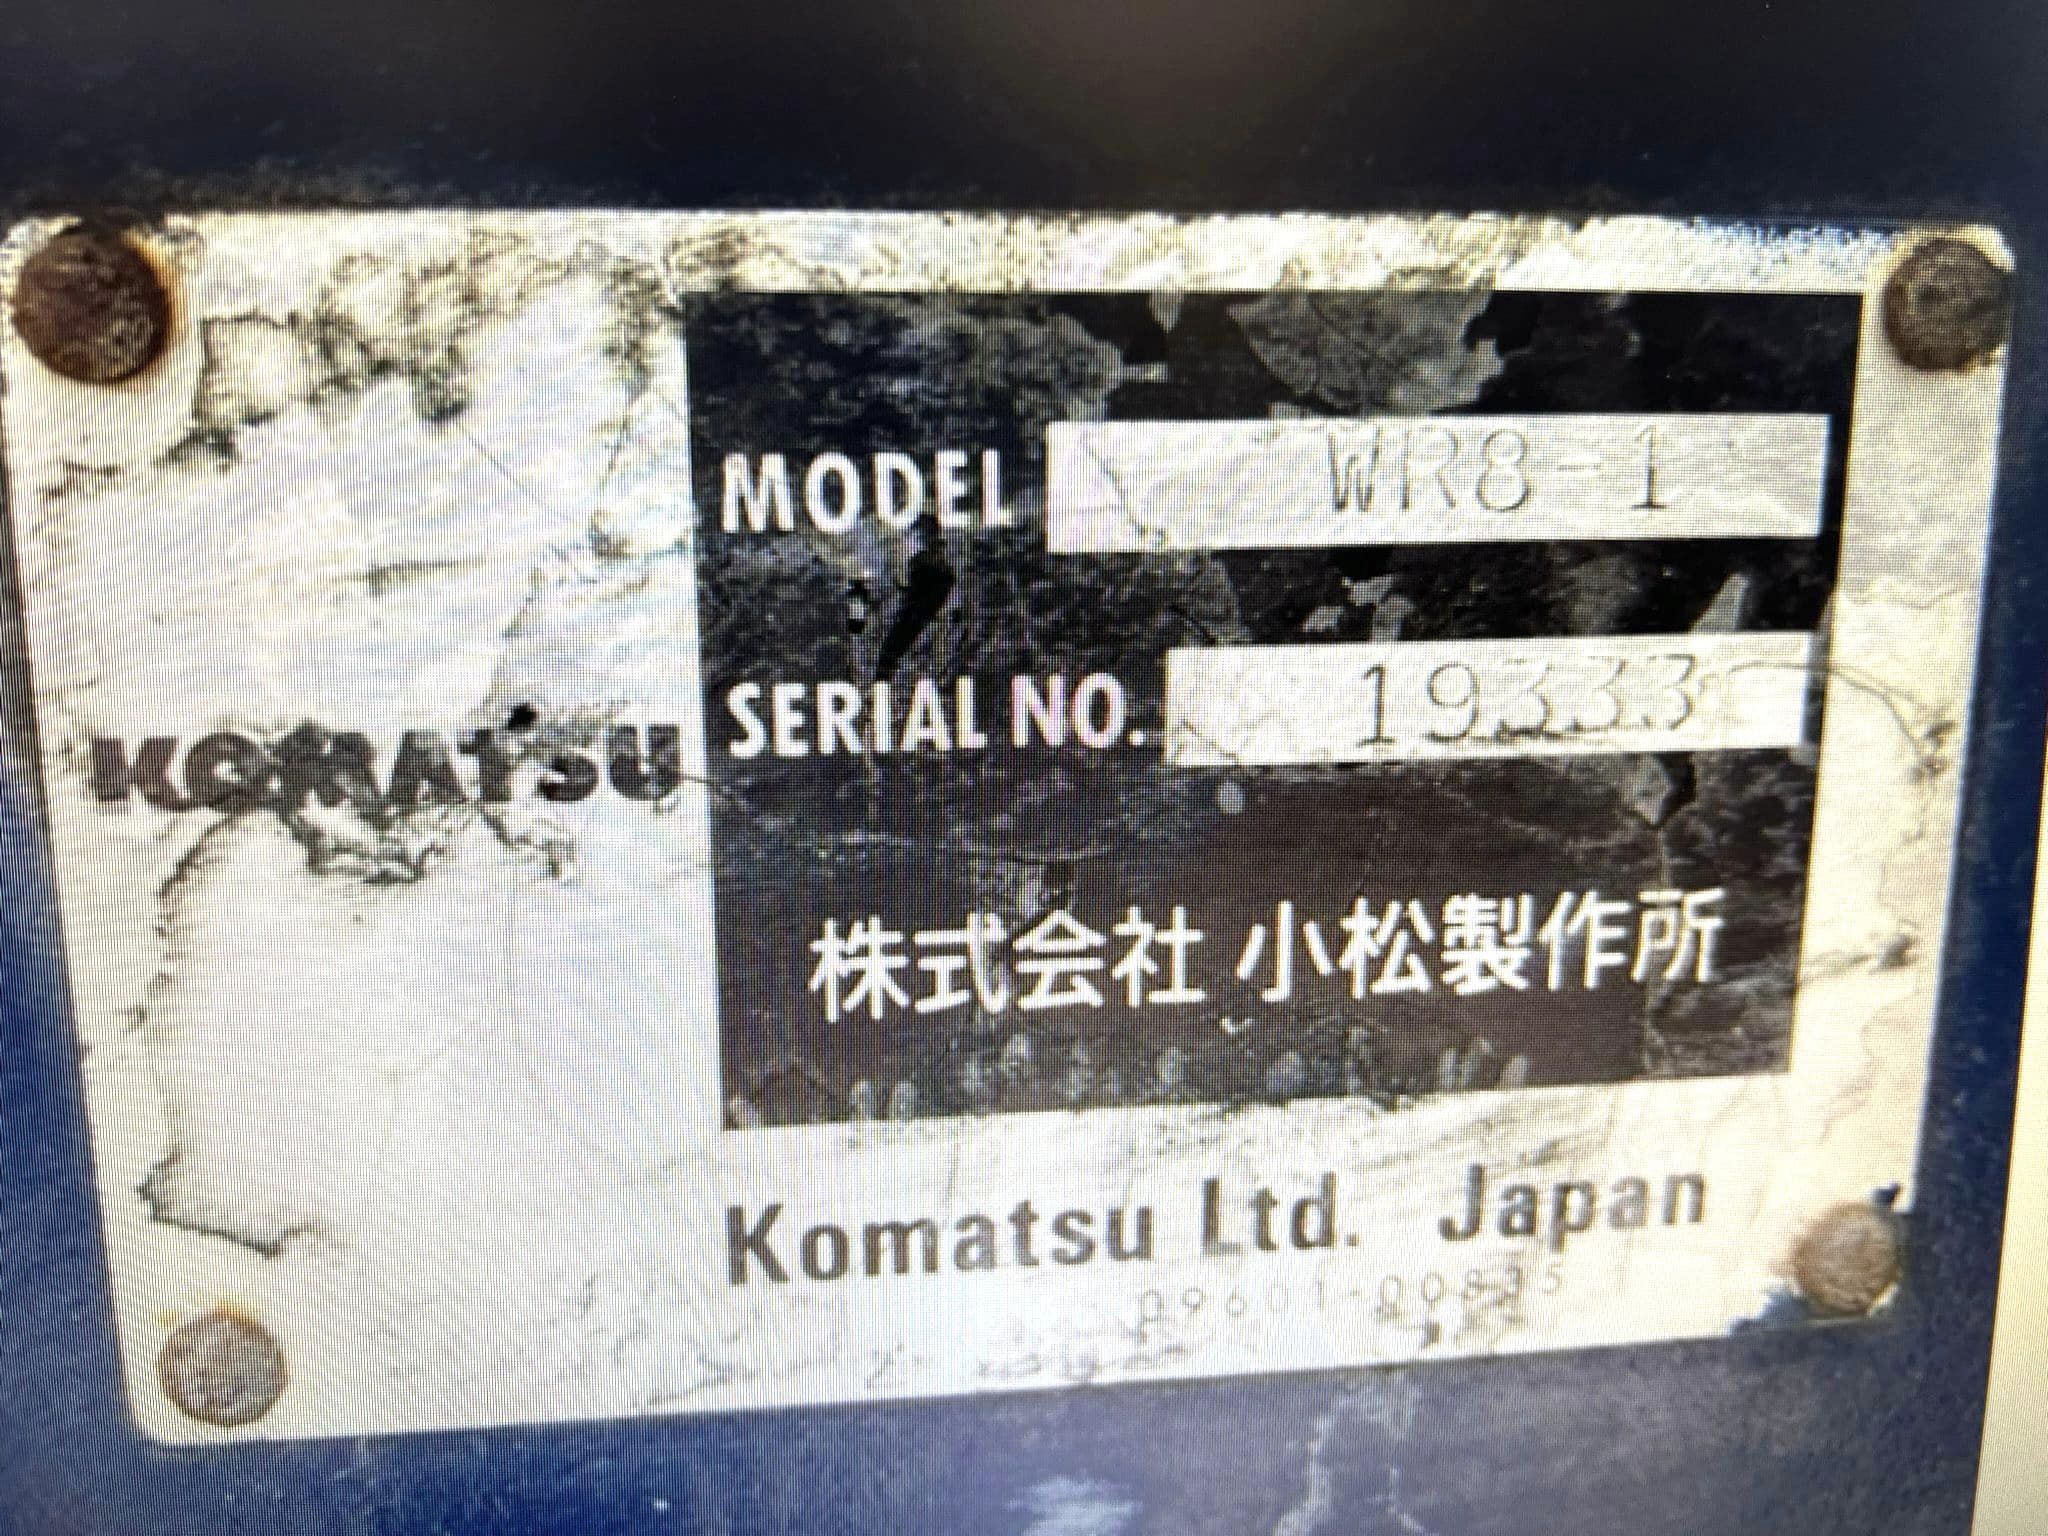 KOMATSU
MODEL WR8-1
SERIAL NO. 19333
株式会社 小松製作所
Komatsu Ltd. Japan